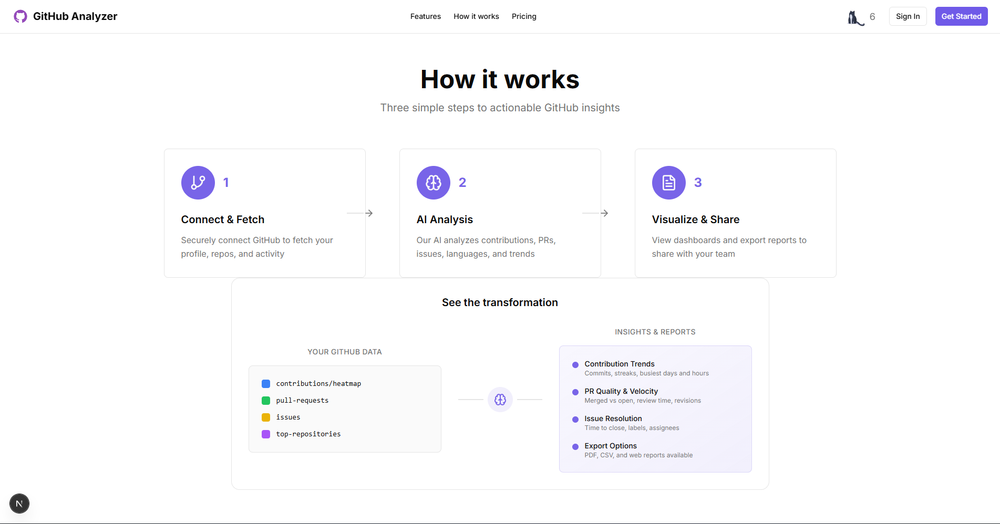 GitHub Analyzer
Features
How it works
Pricing
6
Sign In
Get Started
How it works
Three simple steps to actionable GitHub insights
1
Connect & Fetch
Securely connect GitHub to fetch your
profile, repos, and activity
2
AI Analysis
Our AI analyzes contributions, PRs,
issues, languages, and trends
3
Visualize & Share
View dashboards and export reports to
share with your team
See the transformation
YOUR GITHUB DATA
contributions/heatmap
pull-requests
issues
top-repositories
INSIGHTS & REPORTS
Contribution Trends
Commits, streaks, busiest days and hours
PR Quality & Velocity
Merged vs open, review time, revisions
Issue Resolution
Time to close, labels, assignees
Export Options
PDF, CSV, and web reports available
N